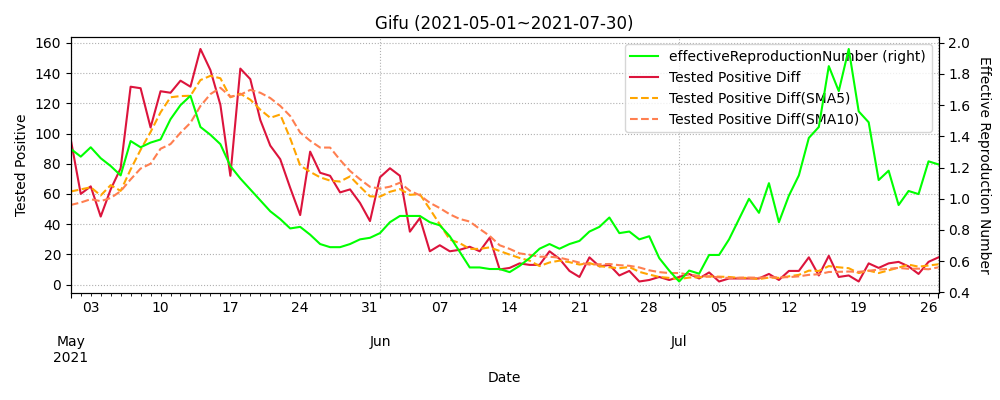 Gifu (2021-05-01~2021-07-30)
Tested Positive
160
140
120
100
80
60
40
20
0
effectiveReproductionNumber (right)
Tested Positive Diff
Tested Positive Diff(SMA5)
Tested Positive Diff(SMA10)
2.0
1.8
1.6
1.4
1.2
1.0
0.8
0.6
0.4
Effective Reproduction Number
03 10 17 24 31 07 14 21 28 05 12 19 26
May Jun Jul
2021
Date